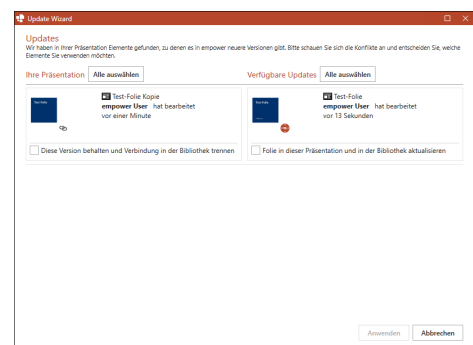 Update Wizard
Updates
Wir haben in Ihrer Präsentation Elemente gefunden, zu denen es in empower neuere Versionen gibt. Bitte schauen Sie sich die Konflikte an und entscheiden Sie, welche
Elemente Sie verwenden möchten.
Ihre Präsentation Alle auswählen
Verfügbare Updates Alle auswählen
Test-Folie
Test-Folie Kopie
empower User hat bearbeitet
vor einer Minute
Diese Version behalten und Verbindung in der Bibliothek trennen
Test-Folie
Test-Folie
empower User hat bearbeitet
vor 13 Sekunden
Folie in dieser Präsentation und in der Bibliothek aktualisieren
Anwenden Abbrechen